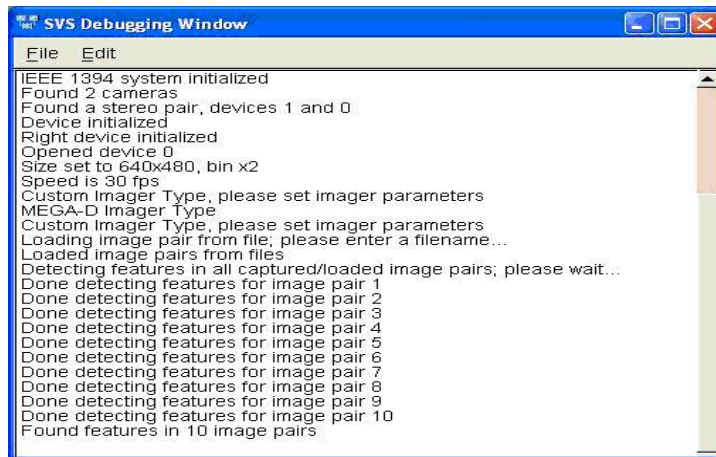 SVS Debugging Window
File Edit
IEEE 1394 system initialized
Found 2 cameras
Found a stereo pair, devices 1 and 0
Device initialized
Right device initialized
Opened device 0
Size set to 640x480, bin x2
Speed is 30 fps
Custom Imager Type, please set imager parameters
MEGA-D Imager Type
Custom Imager Type, please set imager parameters
Loading image pair from file; please enter a filename...
Loaded image pairs from files
Detecting features in all captured/loaded image pairs; please wait...
Done detecting features for image pair 1
Done detecting features for image pair 2
Done detecting features for image pair 3
Done detecting features for image pair 4
Done detecting features for image pair 5
Done detecting features for image pair 6
Done detecting features for image pair 7
Done detecting features for image pair 8
Done detecting features for image pair 9
Done detecting features for image pair 10
Found features in 10 image pairs